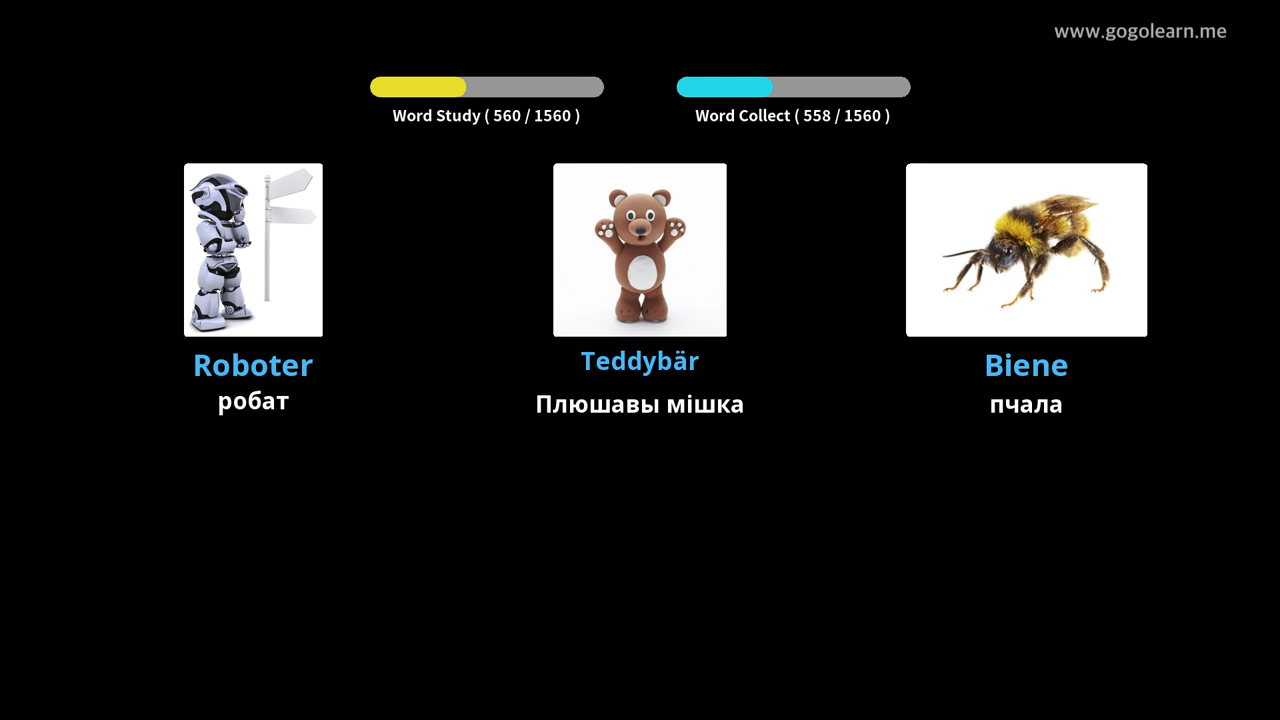 www.gogolearn.me
Word Study ( 560 / 1560 )
Word Collect ( 558 / 1560 )
Roboter
робат
Teddybär
Плюшавы мішка
Biene
пчала